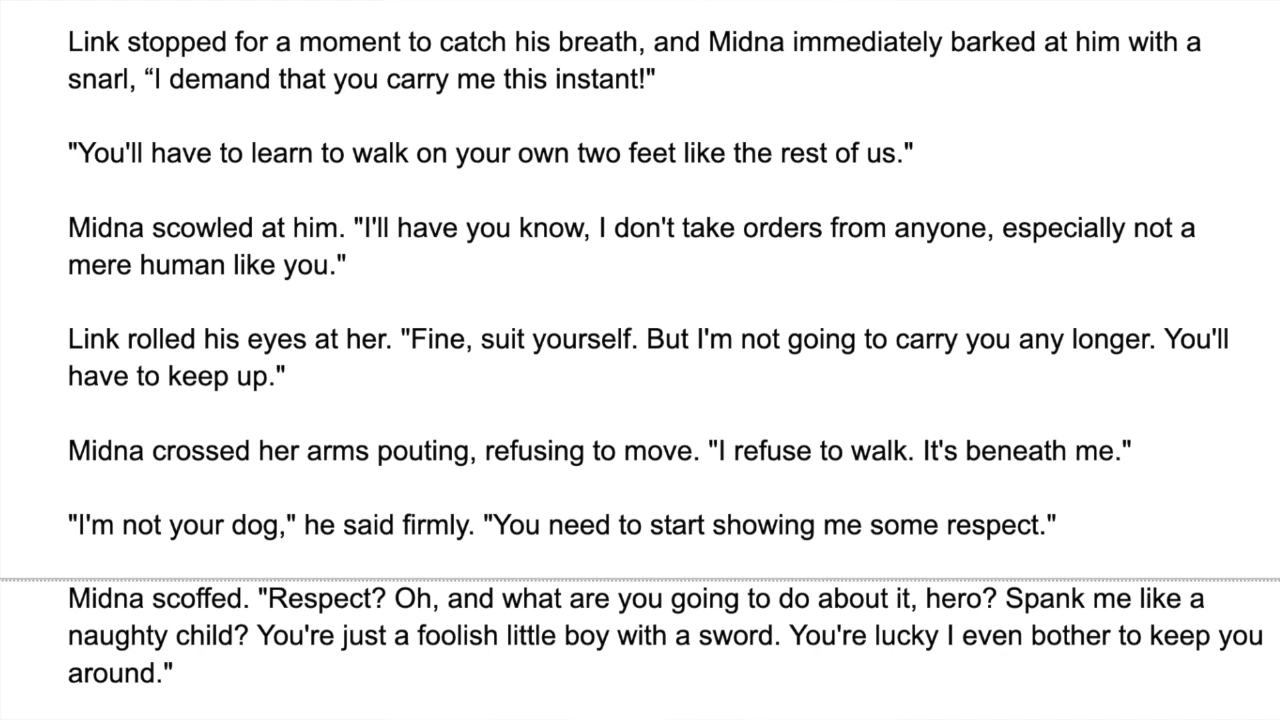 Link stopped for a moment to catch his breath, and Midna immediately barked at him with a
snarl, “I demand that you carry me this instant!"
"You'll have to learn to walk on your own two feet like the rest of us."
Midna scowled at him. "I'll have you know, I don't take orders from anyone, especially not a
mere human like you."
Link rolled his eyes at her. "Fine, suit yourself. But I'm not going to carry you any longer. You'll
have to keep up."
Midna crossed her arms pouting, refusing to move. "I refuse to walk. It's beneath me."
"I'm not your dog," he said firmly. "You need to start showing me some respect."
Midna scoffed. "Respect? Oh, and what are you going to do about it, hero? Spank me like a
naughty child? You're just a foolish little boy with a sword. You're lucky I even bother to keep you
around."